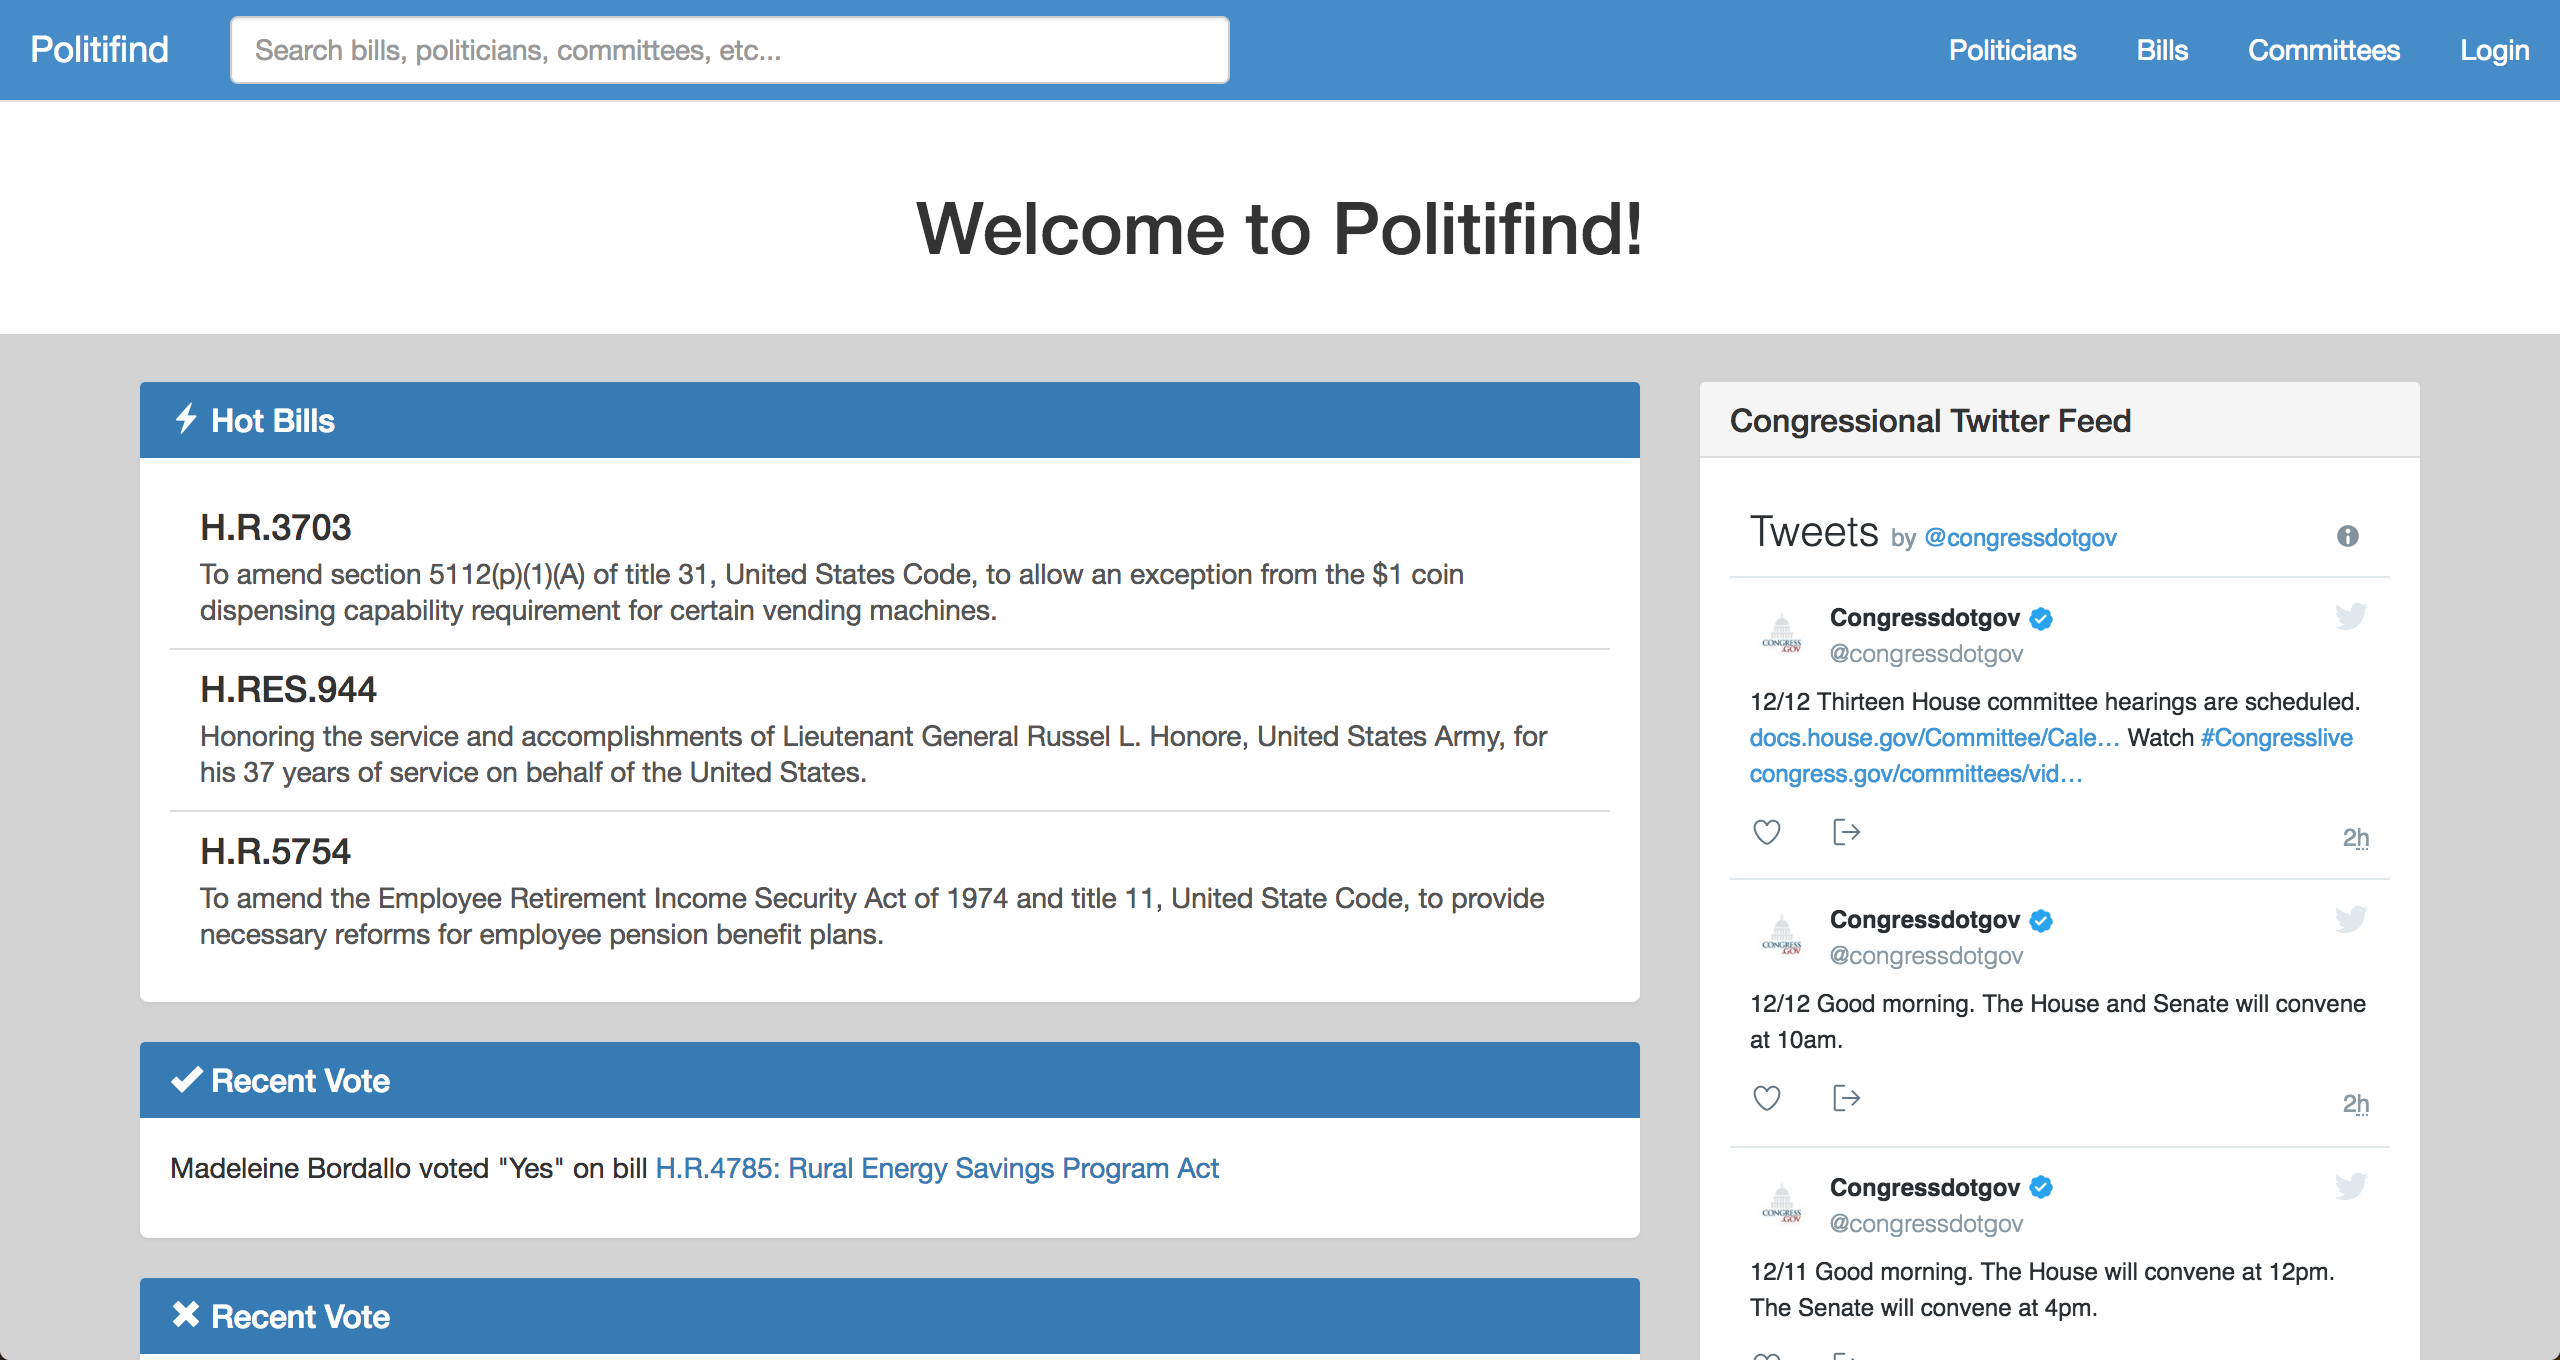 Politifind
Search bills, politicians, committees, etc...
Politicians
Bills
Committees
Login
Welcome to Politifind!
Hot Bills
H.R.3703
To amend section 5112(p)(1)(A) of title 31, United States Code, to allow an exception from the $1 coin
dispensing capability requirement for certain vending machines.
H.RES.944
Honoring the service and accomplishments of Lieutenant General Russel L. Honore, United States Army, for
his 37 years of service on behalf of the United States.
H.R.5754
To amend the Employee Retirement Income Security Act of 1974 and title 11, United State Code, to provide
necessary reforms for employee pension benefit plans.
Recent Vote
Madeleine Bordallo voted "Yes" on bill H.R.4785: Rural Energy Savings Program Act
Recent Vote
Congressional Twitter Feed
Tweets by @congressdotgov
CONGRESS
.GOV
Congressdotgov
@congressdotgov
12/12 Thirteen House committee hearings are scheduled.
docs.house.gov/Committee/Cale… Watch #Congresslive
congress.gov/committees/vid…
2h
CONGRESS
.GOV
Congressdotgov
@congressdotgov
12/12 Good morning. The House and Senate will convene
at 10am.
2h
CONGRESS
.GOV
Congressdotgov
@congressdotgov
12/11 Good morning. The House will convene at 12pm.
The Senate will convene at 4pm.